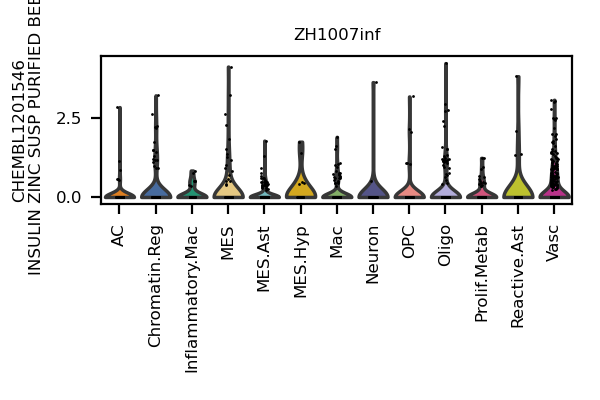 ZH1007inf
CHEMBL1201546
INSULIN ZINC SUSP PURIFIED BEE
2.5
0.0
AC
Chromatin.Reg
Inflammatory.Mac
MES
MES.Ast
MES.Hyp
Mac
Neuron
OPC
Oligo
Prolif.Metab
Reactive.Ast
Vasc